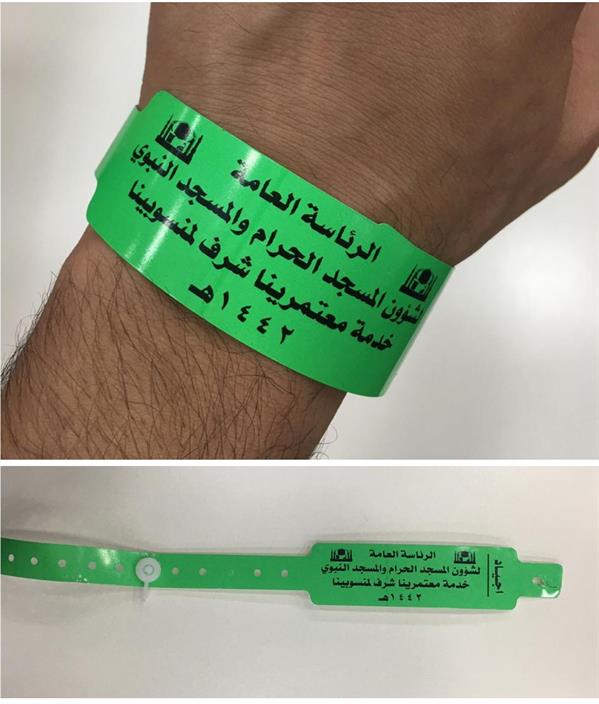 الرئاسة العامة
لشؤون المسجد الحرام والمسجد النبوي
خدمة معتمرينا شرف لمنسوبينا
١٤٤٢هـ
الرئاسة العامة
لشؤون المسجد الحرام والمسجد النبوي
خدمة معتمرينا شرف لمنسوبينا
١٤٤٢هـ
اجياد